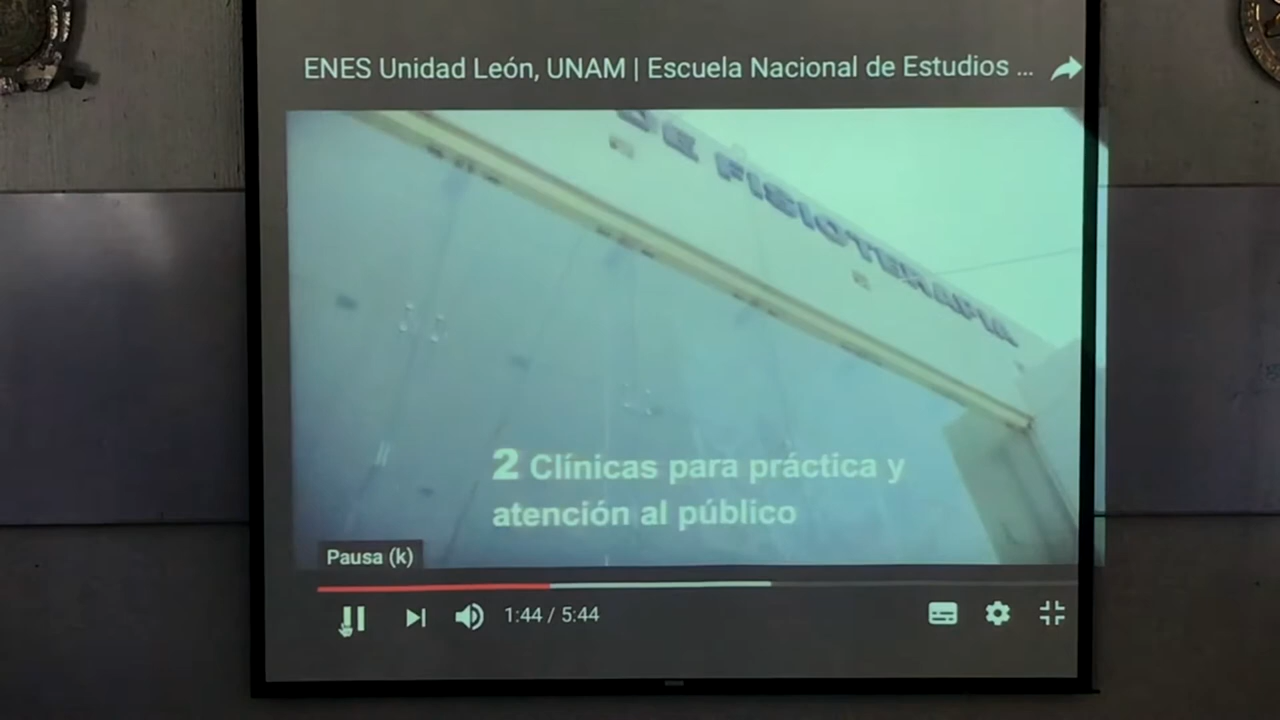 ENES Unidad León, UNAM | Escuela Nacional de Estudios ...
DE FISIOTERAPIA
2 Clínicas para práctica y
atención al público
Pausa (k)
1:44 / 5:44